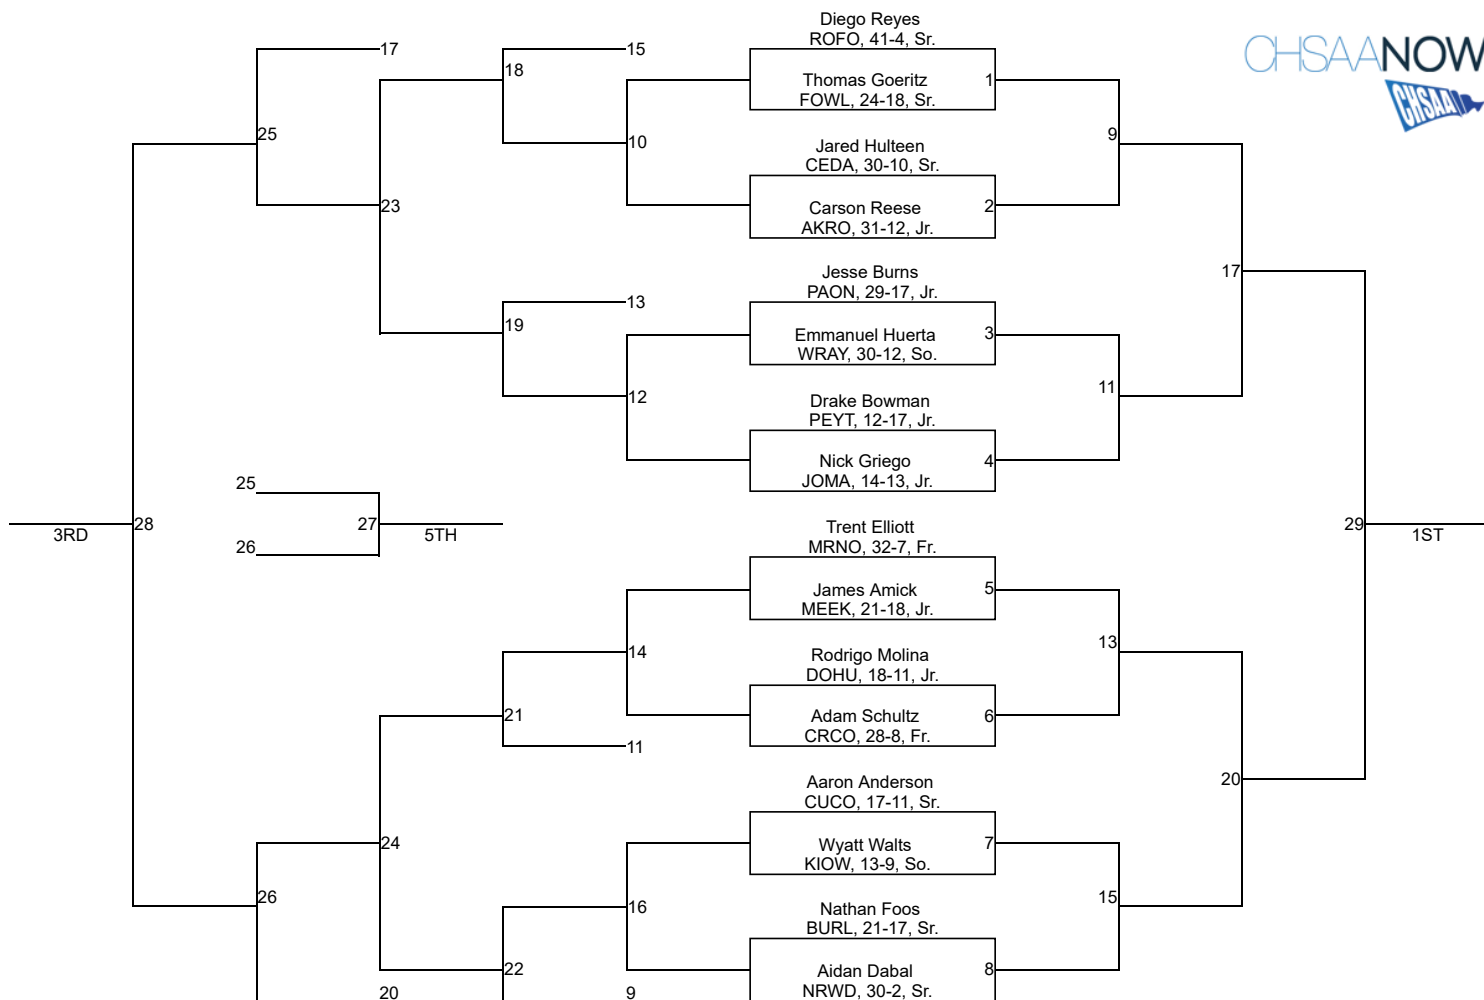 Diego Reyes
ROFO, 41-4, Sr.
CHSAANOW
CHSAA
17
15
18
Thomas Goeritz
1
FOWL, 24-18, Sr.
25
10
Jared Hulteen
9
CEDA, 30-10, Sr.
23
Carson Reese
2
AKRO, 31-12, Jr.
Jesse Burns
17
PAON, 29-17, Jr.
13
19
Emmanuel Huerta
3
WRAY, 30-12, So.
12
Drake Bowman
11
PEYT, 12-17, Jr.
Nick Griego
4
JOMA, 14-13, Jr.
25
28
27
Trent Elliott
29
3RD
5TH
1ST
26
MRNO, 32-7, Fr.
James Amick
5
MEEK, 21-18, Jr.
14
Rodrigo Molina
13
DOHU, 18-11, Jr.
21
Adam Schultz
6
CRCO, 28-8, Fr.
11
Aaron Anderson
20
CUCO, 17-11, Sr.
24
Wyatt Walts
7
KIOW, 13-9, So.
26
16
Nathan Foos
15
BURL, 21-17, Sr.
22
Aidan Dabal
8
20
9
NRWD, 30-2, Sr.